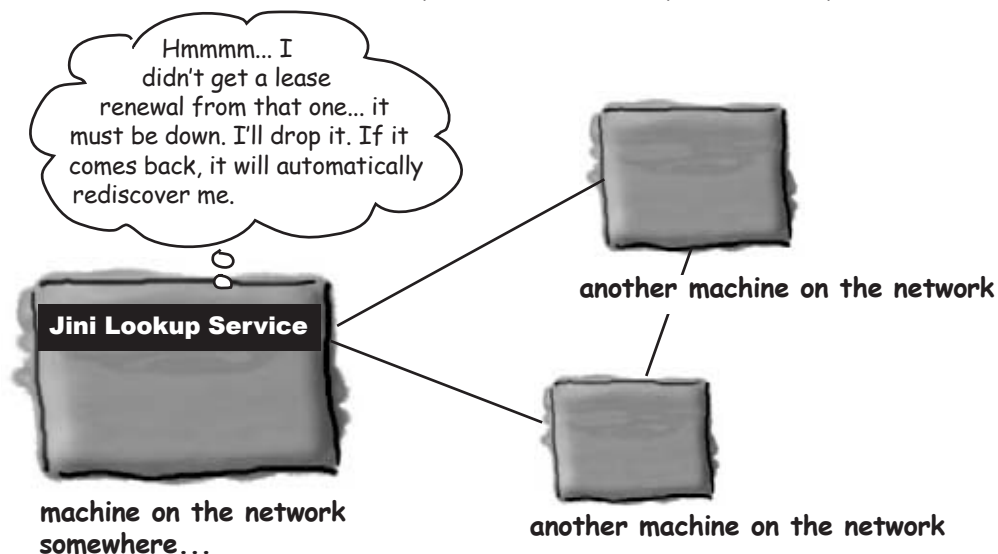 Hmmmm... I
didn't get a lease
renewal from that one... it
must be down. I'll drop it. If it
comes back, it will automatically
rediscover me.
another machine on the network
Jini Lookup Service
machine on the network
somewhere...
another machine on the network